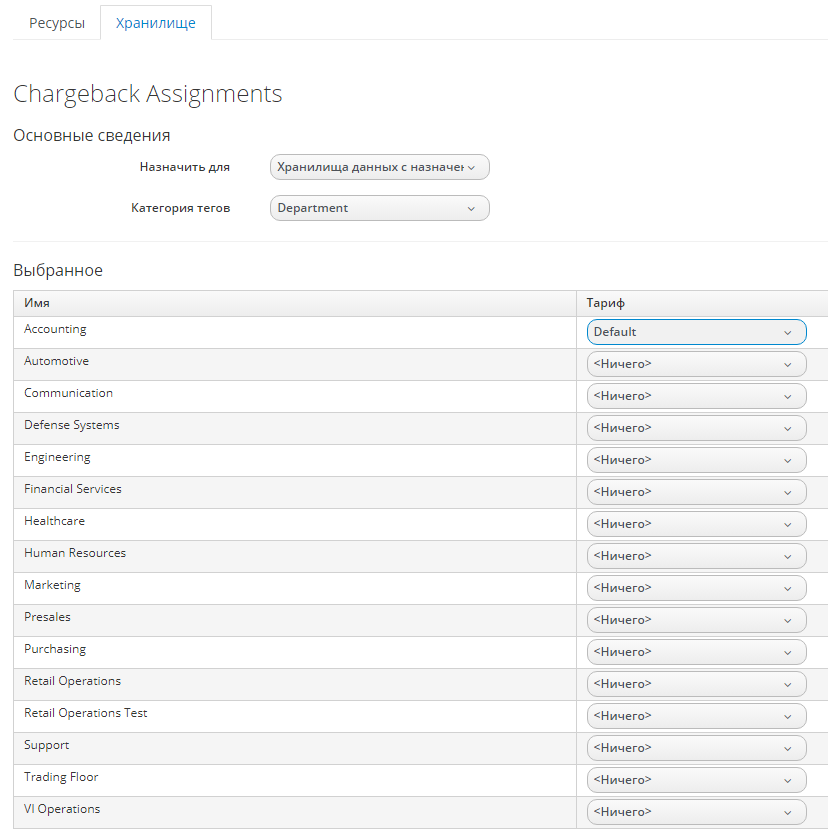 Ресурсы Хранилище
Chargeback Assignments
Основные сведения
Назначить для Хранилища данных с назначен
Категория тегов Department
Выбранное
Имя Тариф
Accounting Default
Automotive <Ничего>
Communication <Ничего>
Defense Systems <Ничего>
Engineering <Ничего>
Financial Services <Ничего>
Healthcare <Ничего>
Human Resources <Ничего>
Marketing <Ничего>
Presales <Ничего>
Purchasing <Ничего>
Retail Operations <Ничего>
Retail Operations Test <Ничего>
Support <Ничего>
Trading Floor <Ничего>
VI Operations <Ничего>